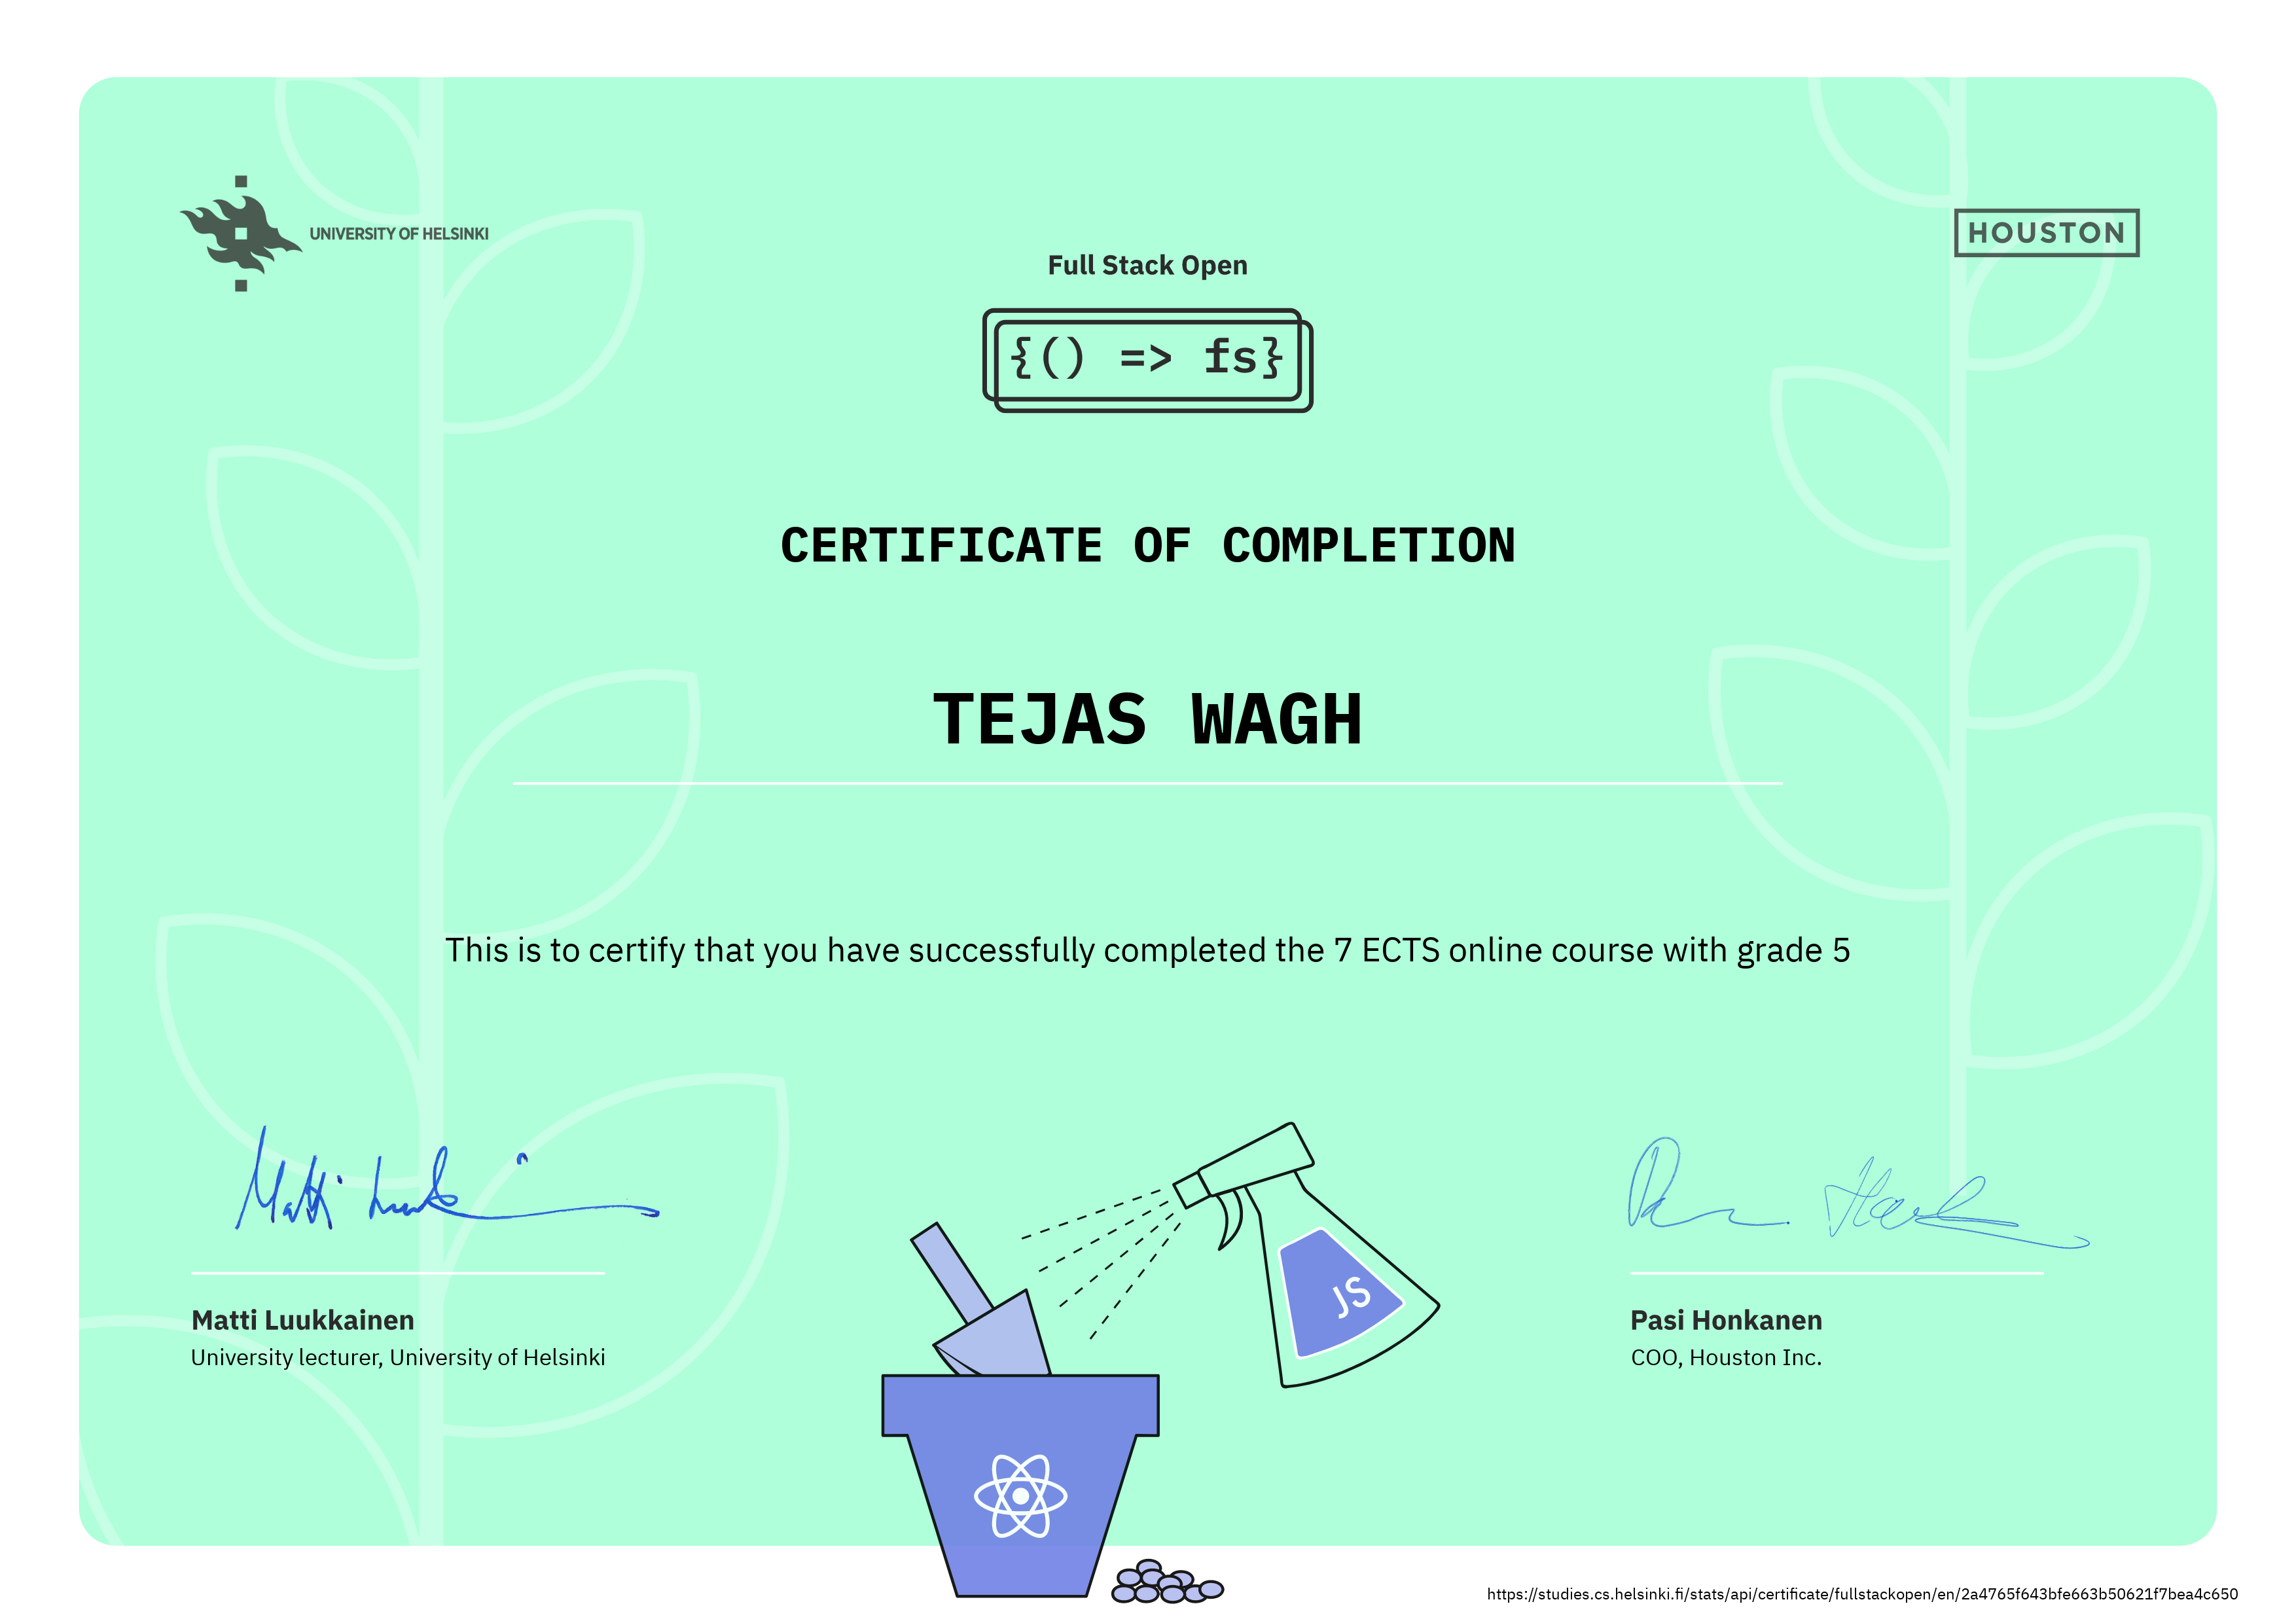 UNIVERSITY OF HELSINKI
HOUSTON
Full Stack Open
{() => fs}
CERTIFICATE OF COMPLETION
TEJAS WAGH
This is to certify that you have successfully completed the 7 ECTS online course with grade 5
JS
Matti Luukkainen
University lecturer, University of Helsinki
Pasi Honkanen
COO, Houston Inc.
https://studies.cs.helsinki.fi/stats/api/certificate/fullstackopen/en/2a4765f643bfe663b50621f7bea4c650